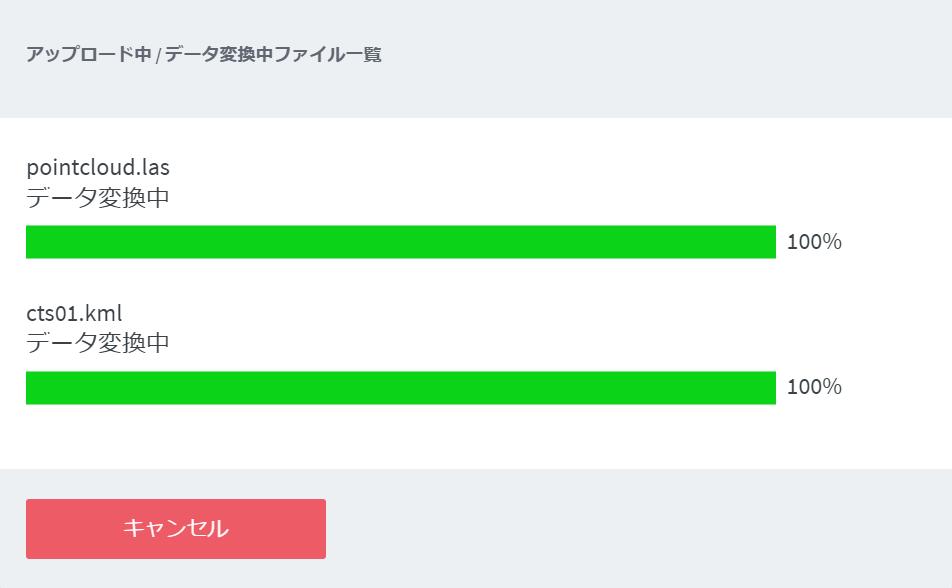 アップロード中 / データ変換中ファイル一覧
pointcloud.las
データ変換中
100%
cts01.kml
データ変換中
100%
キャンセル